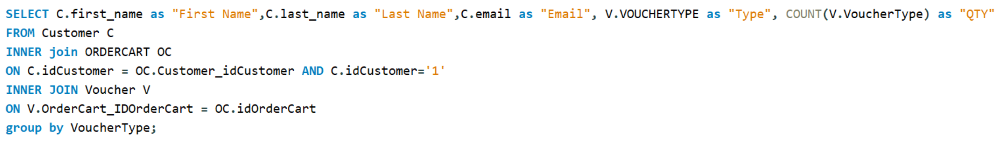 SELECT C.first_name as "First Name",C.last_name as "Last Name",C.email as "Email", V.VOUCHERTYPE as "Type", COUNT(V.VoucherType) as "QTY"
FROM Customer C
INNER join ORDERCART OC
ON C.idCustomer = OC.Customer_idCustomer AND C.idCustomer='1'
INNER JOIN Voucher V
ON V.OrderCart_IDOrderCart = OC.idOrderCart
group by VoucherType;